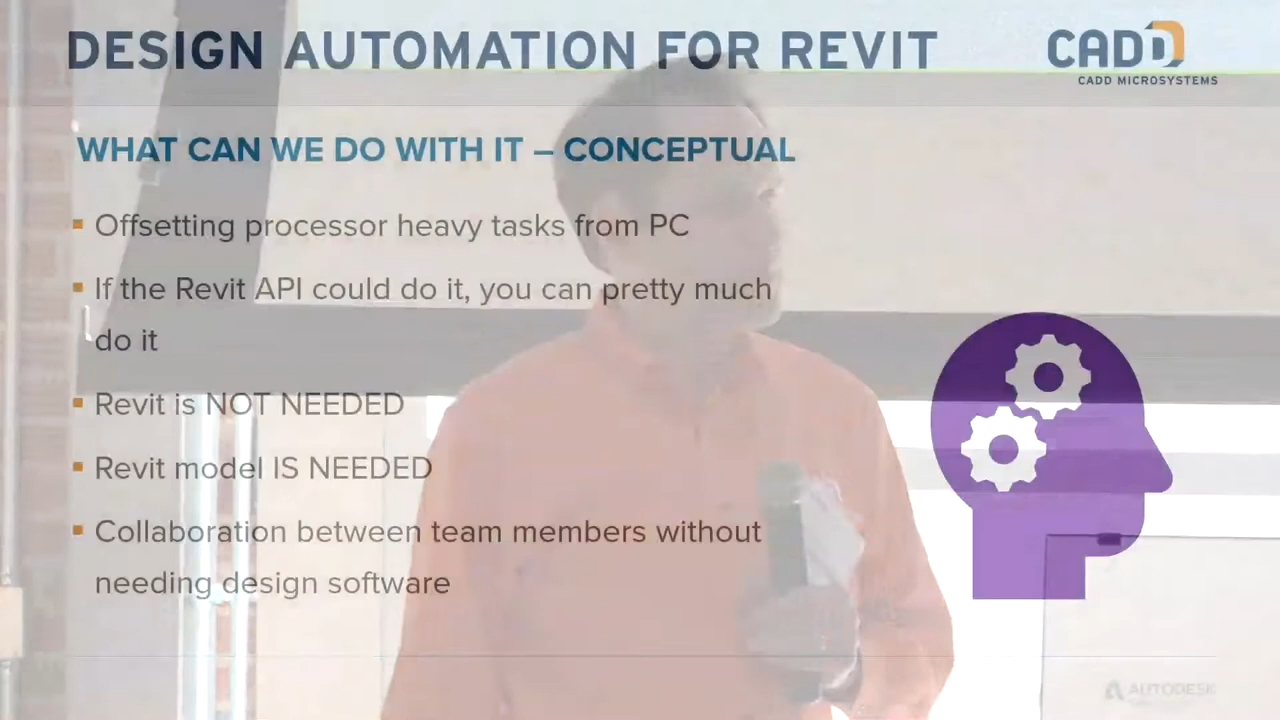 DESIGN AUTOMATION FOR REVIT
CADD
CADD MICROSYSTEMS
WHAT CAN WE DO WITH IT – CONCEPTUAL
Offsetting processor heavy tasks from PC
If the Revit API could do it, you can pretty much
do it
Revit is NOT NEEDED
Revit model IS NEEDED
Collaboration between team members without
needing design software
AUTODESK